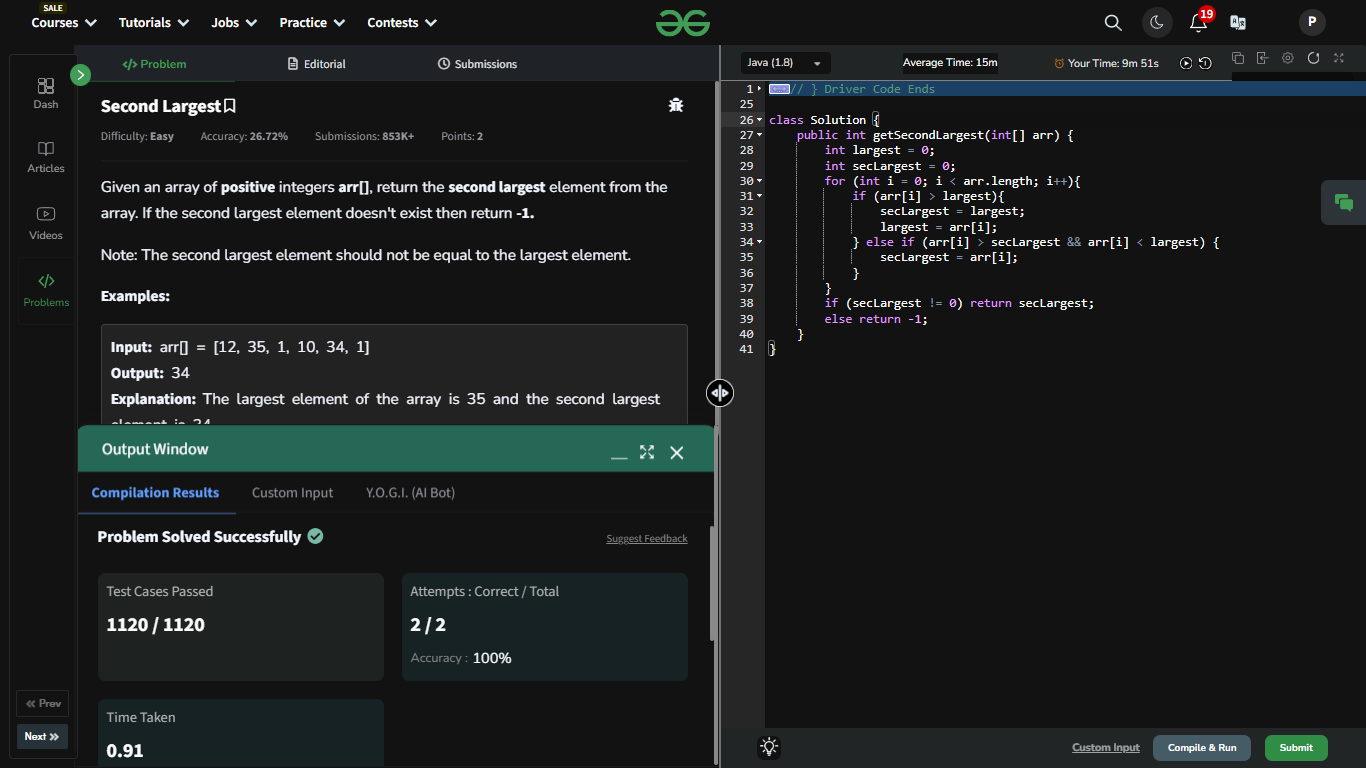 SALE
Courses Tutorials Jobs Practice Contests
19
P
Dash
Articles
Videos
Problems
Prev
Next
</> Problem Editorial Submissions
Second Largest
Difficulty: Easy Accuracy: 26.72% Submissions: 853K+ Points: 2
Given an array of positive integers arr[], return the second largest element from the
array. If the second largest element doesn't exist then return -1.
Note: The second largest element should not be equal to the largest element.
Examples:
Input: arr[] = [12, 35, 1, 10, 34, 1]
Output: 34
Explanation: The largest element of the array is 35 and the second largest
element is 34
Output Window
Compilation Results Custom Input Y.O.G.I. (AI Bot)
Problem Solved Successfully
Suggest Feedback
Test Cases Passed
1120 / 1120
Attempts : Correct / Total
2 / 2
Accuracy : 100%
Time Taken
0.91
Java (1.8) Average Time: 15m Your Time: 9m 51s
1 // } Driver Code Ends
25
26 class Solution {
27 public int getSecondLargest(int[] arr) {
28 int largest = 0;
29 int secLargest = 0;
30 for (int i = 0; i < arr.length; i++){
31 if (arr[i] > largest){
32 secLargest = largest;
33 largest = arr[i];
34 } else if (arr[i] > secLargest && arr[i] < largest) {
35 secLargest = arr[i];
36 }
37 }
38 if (secLargest != 0) return secLargest;
39 else return -1;
40 }
41 }
Custom Input Compile & Run Submit